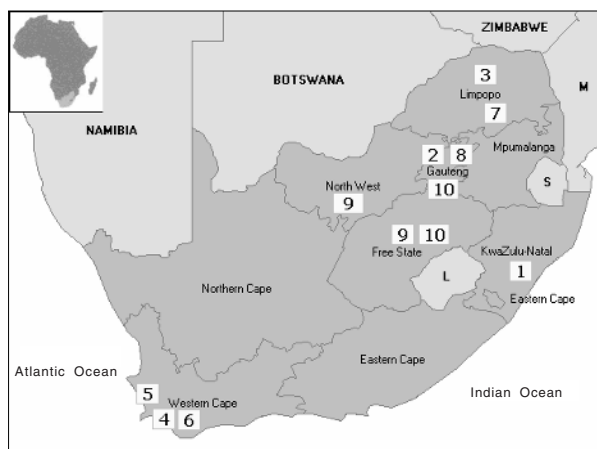 ZIMBABWE
3
BOTSWANA
Limpopo
M
7
NAMIBIA
Mpumalanga
2 8
Gauteng
S
North West
10
9
9 10
KwaZulu-Natal
Free State
1
L
Northern Cape
Eastern Cape
Eastern Cape
Atlantic Ocean
Indian Ocean
5
Western Cape
4 6